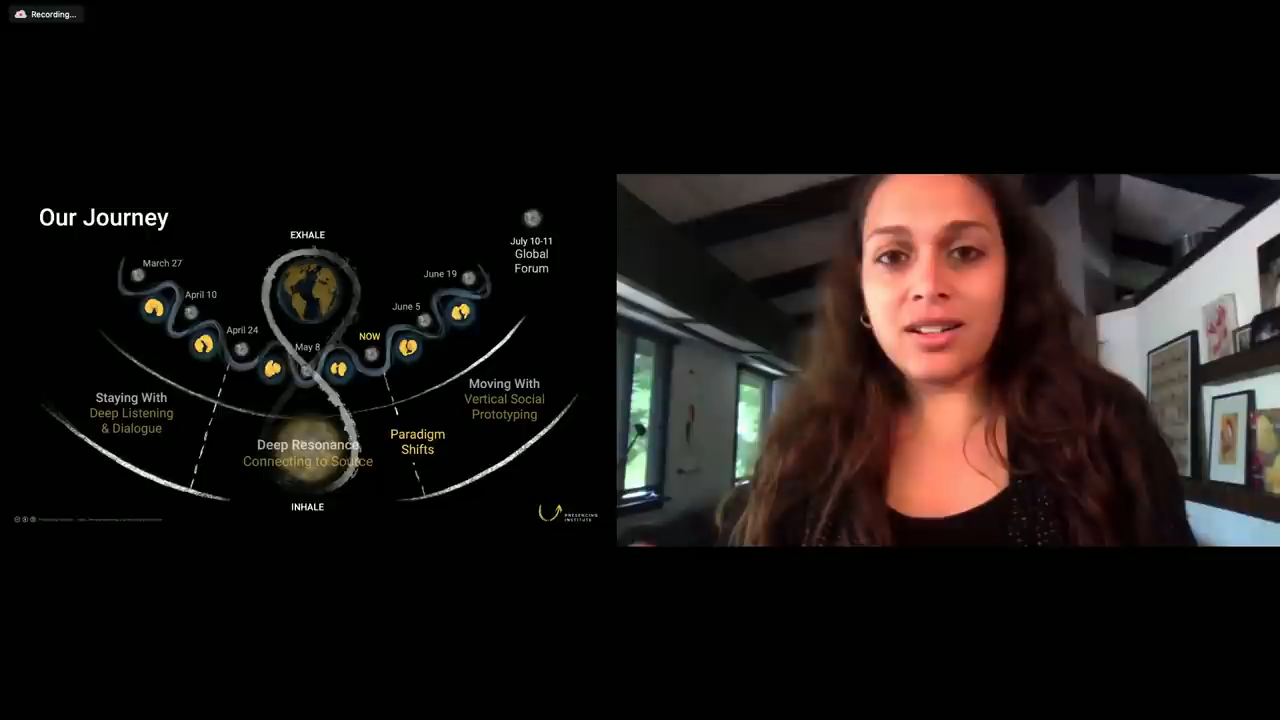 Recording...
Our Journey
EXHALE
July 10-11
Global
Forum
March 27
April 10
April 24
May 8
NOW
June 5
June 19
Staying With
Deep Listening
& Dialogue
Deep Resonance
Connecting to Source
Paradigm
Shifts
Moving With
Vertical Social
Prototyping
INHALE
PRESENCING
INSTITUTE